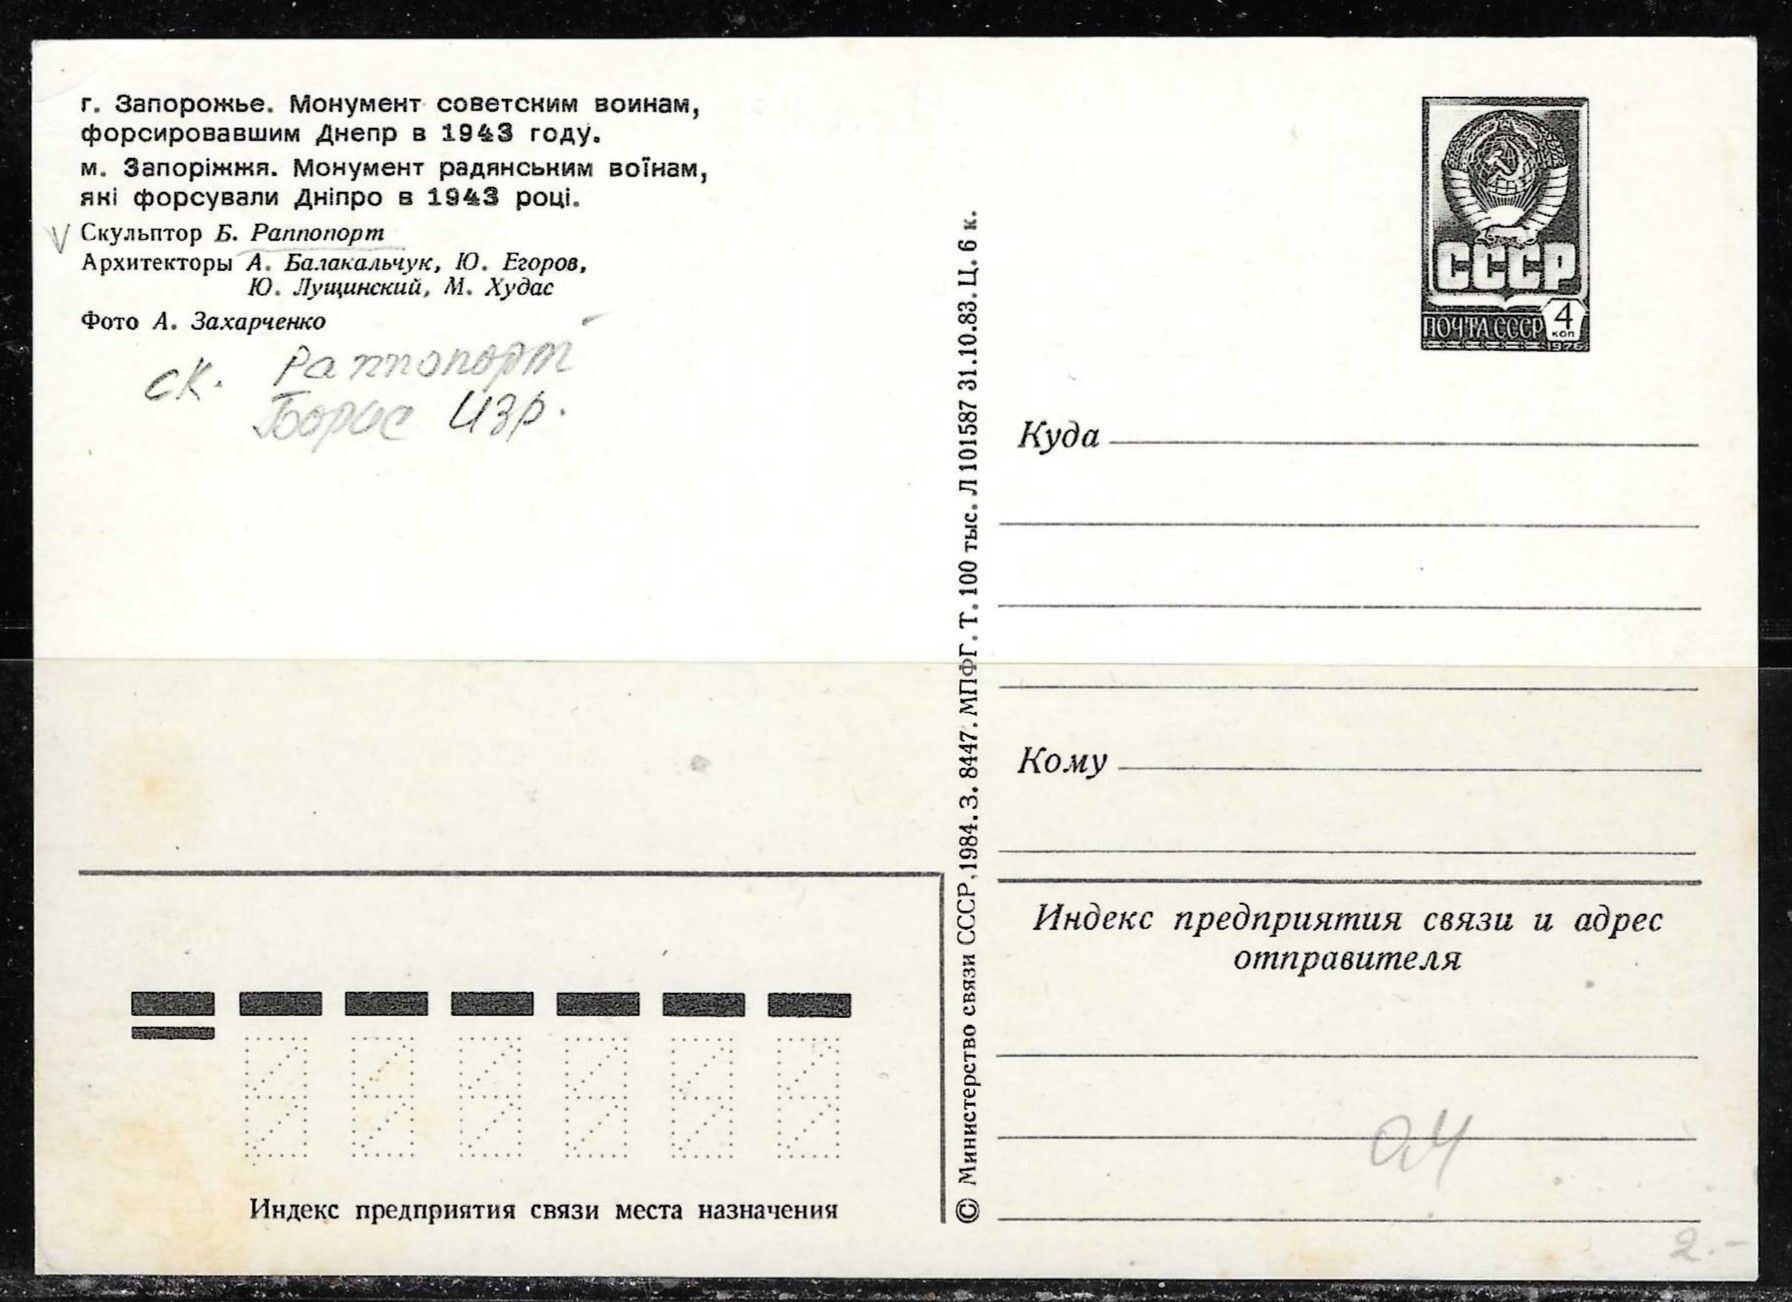 г. Запорожье. Монумент советским воинам,
форсировавшим Днепр в 1943 году.
м. Запоріжжя. Монумент радянським воїнам,
які форсували Дніпро в 1943 році.
Скульптор Б. Раппопорт
Архитекторы А. Балакальчук, Ю. Егоров,
Ю. Лущинский, М. Худас
Фото А. Захарченко
ск. Раппопорт
Борис Изр.
© Министерство связи СССР, 1984. З. 8447. МПФГ. Т. 100 тыс. Л 101587 31.10.83. Ц. 6 к.
СССР
ПОЧТА СССР 4 коп
1976
Куда
Кому
Индекс предприятия связи и адрес
отправителя
Индекс предприятия связи места назначения
2.-